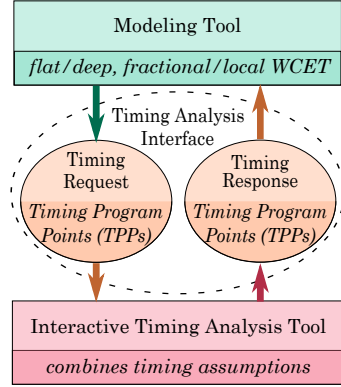 Modeling Tool
flat/deep, fractional/local WCET
Timing Analysis
Interface
Timing
Request
Timing Program
Points (TPPs)
Timing
Response
Timing Program
Points (TPPs)
Interactive Timing Analysis Tool
combines timing assumptions